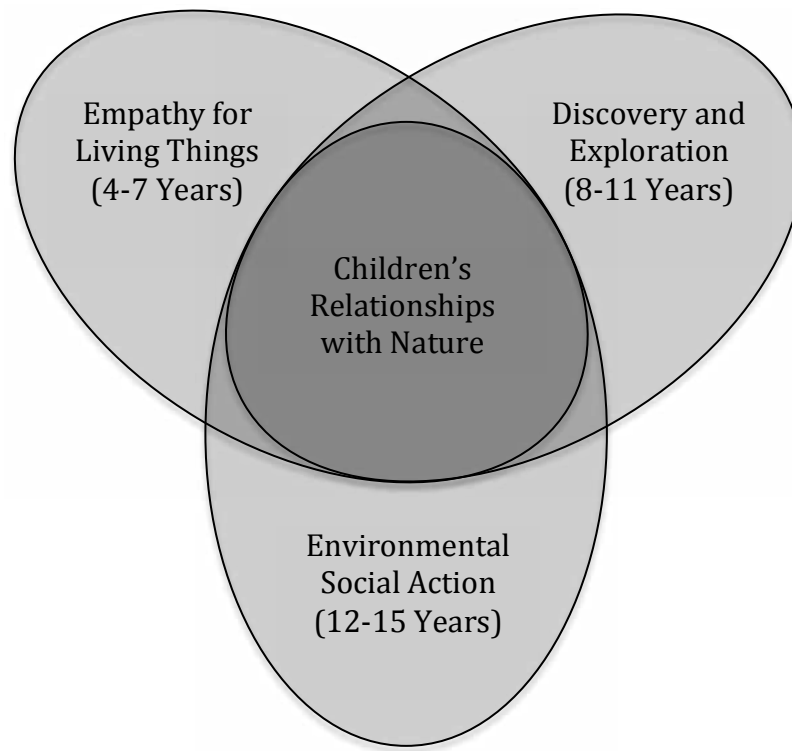 Empathy for
Living Things
(4-7 Years)
Discovery and
Exploration
(8-11 Years)
Children’s
Relationships
with Nature
Environmental
Social Action
(12-15 Years)